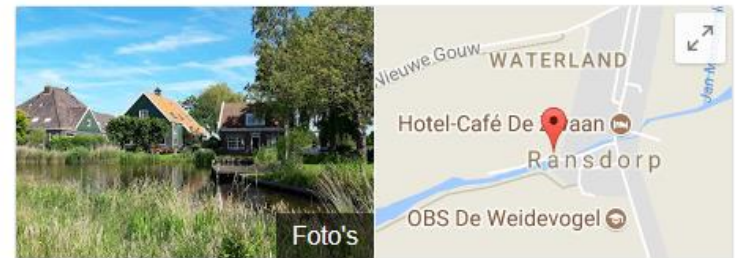 Foto's
Nieuwe Gouw
WATERLAND
Hotel-Café De
Ransdorp
OBS De Weidevogel